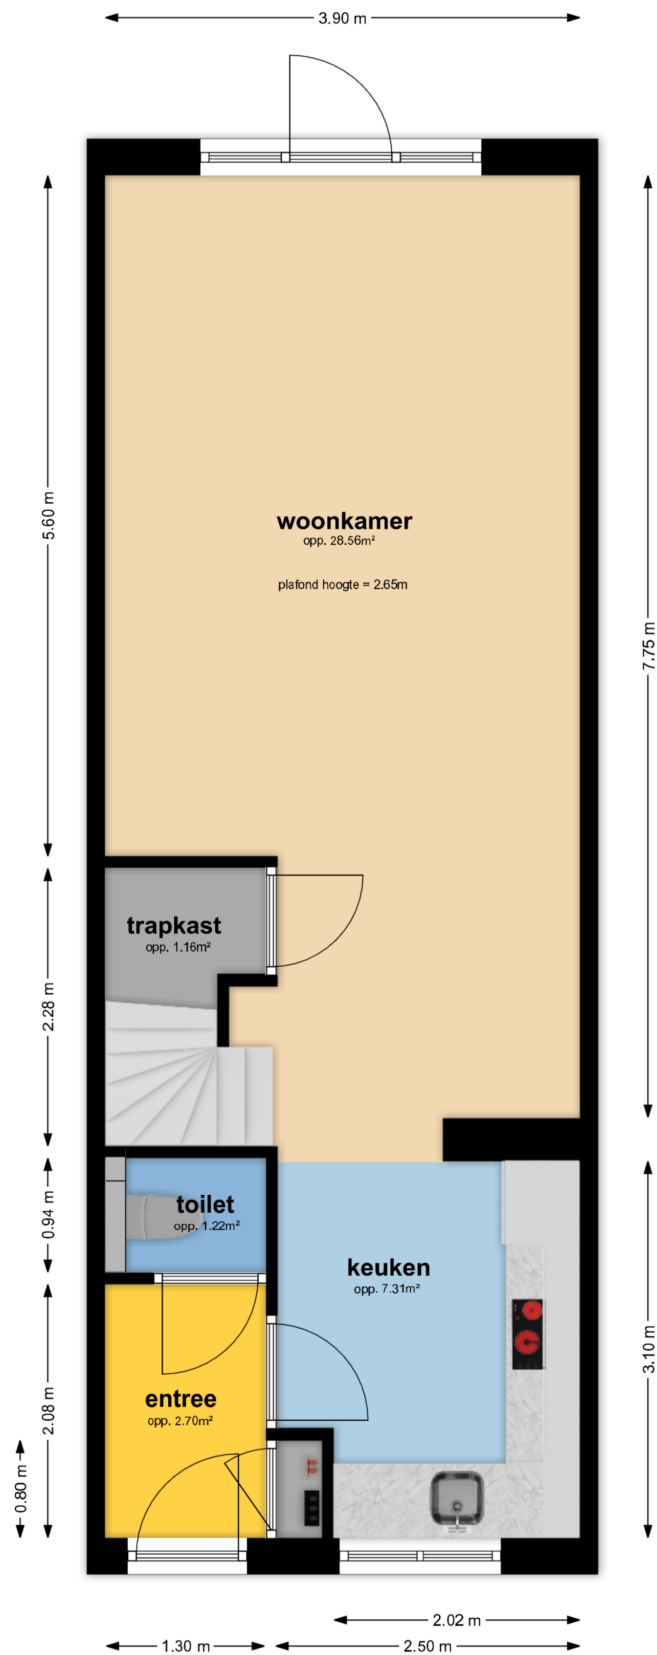 3.90 m
woonkamer
opp. 28.56m²
plafond hoogte = 2.65m
5.60 m
7.75 m
trapkast
opp. 1.16m²
2.28 m
toilet
opp. 1.22m²
0.94 m
keuken
opp. 7.31m²
3.10 m
entree
opp. 2.70m²
2.08 m
0.80 m
2.02 m
1.30 m
2.50 m